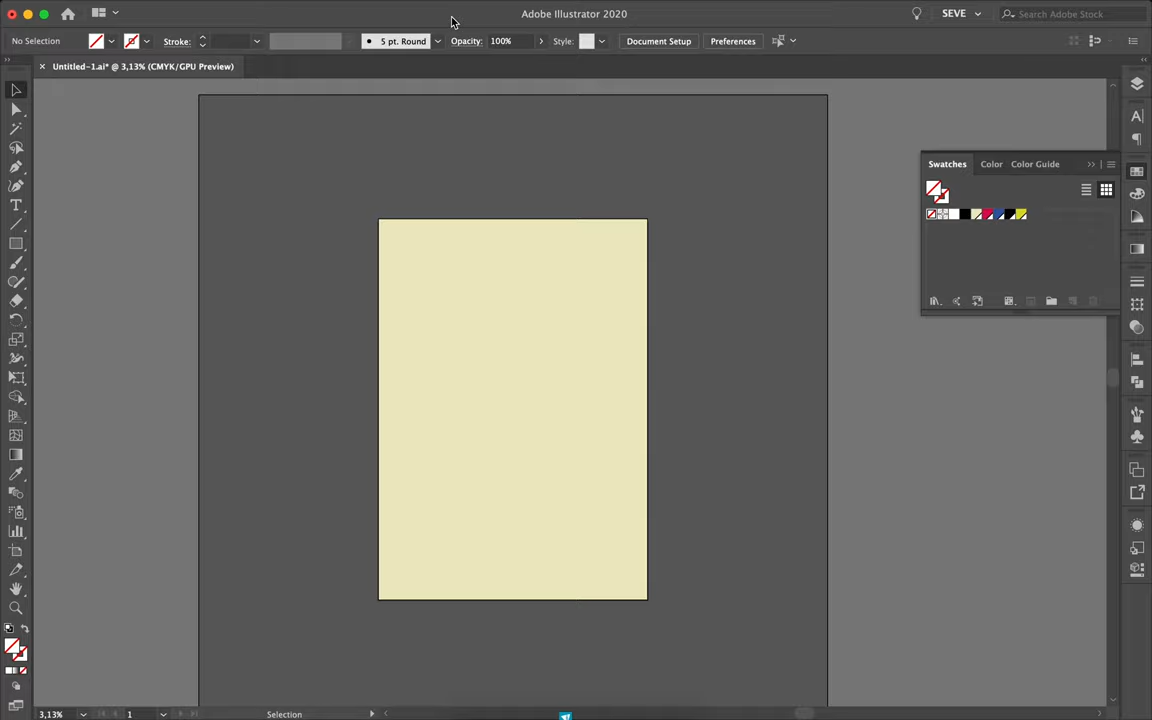 Adobe Illustrator 2020
SEVE
Search Adobe Stock
No Selection
Stroke:
5 pt. Round
Opacity:
100%
Style:
Document Setup
Preferences
Untitled-1.ai* @ 3,13% (CMYK/GPU Preview)
Swatches
Color
Color Guide
3,13%
1
Selection